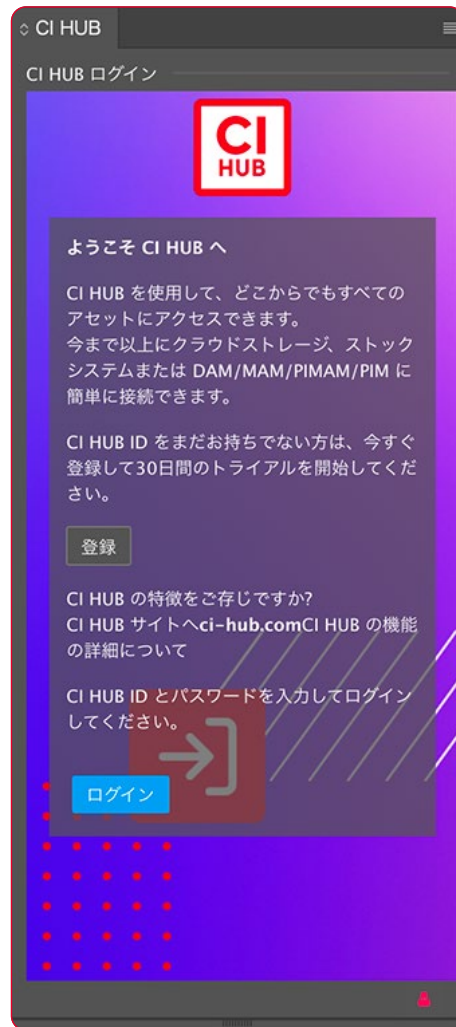 CI HUB
CI HUB ログイン
CI
HUB
ようこそ CI HUB へ
CI HUB を使用して、どこからでもすべての
アセットにアクセスできます。
今まで以上にクラウドストレージ、ストック
システムまたは DAM/MAM/PIMAM/PIM に
簡単に接続できます。
CI HUB ID をまだお持ちでない方は、今すぐ
登録して30日間のトライアルを開始してくだ
さい。
登録
CI HUB の特徴をご存じですか?
CI HUB サイトへci-hub.comCI HUB の機能
の詳細について
CI HUB ID とパスワードを入力してログイン
してください。
ログイン